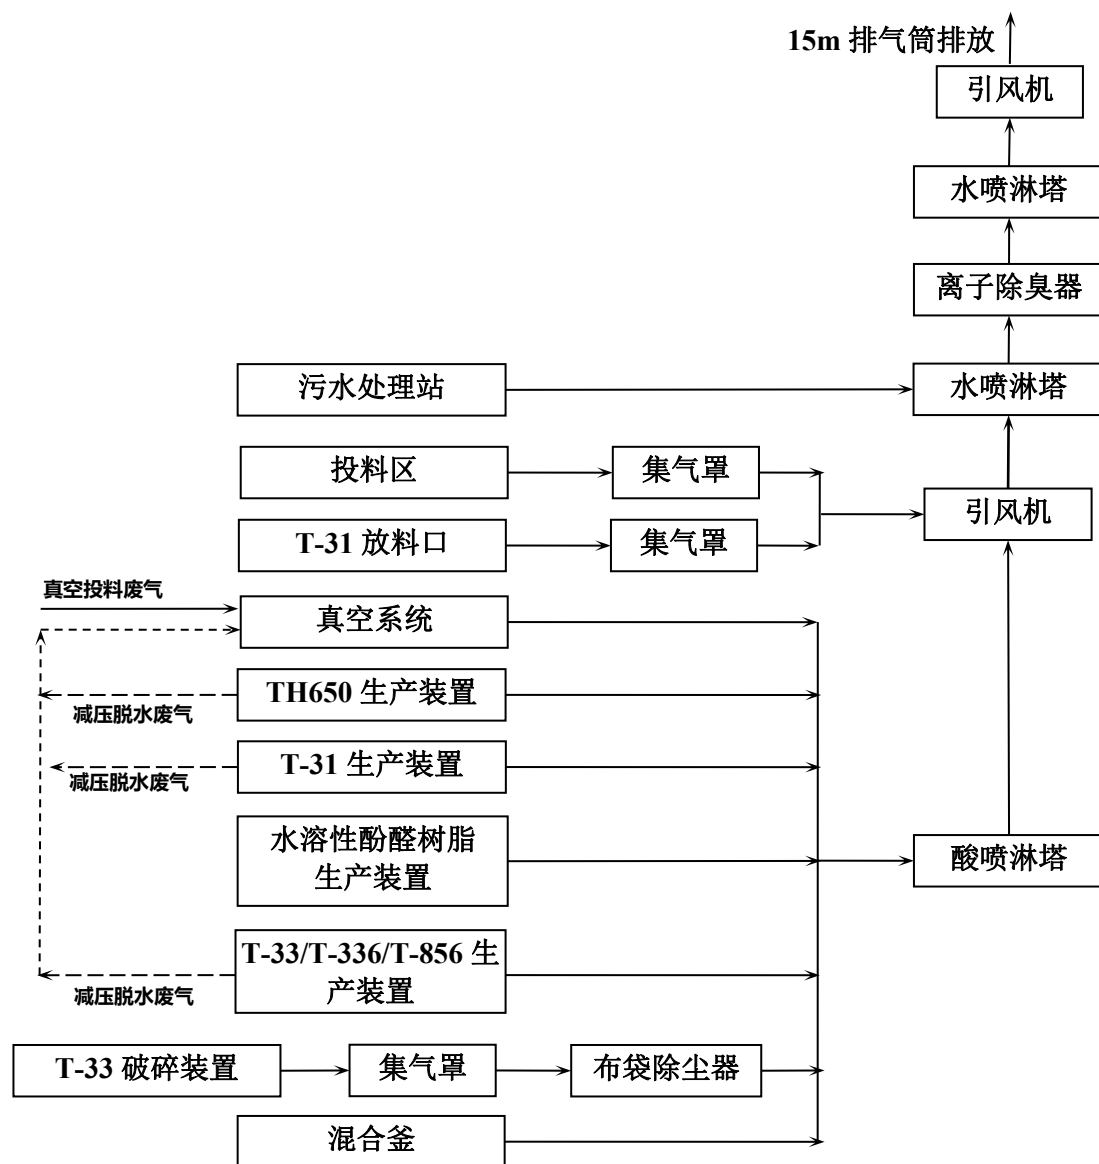 15m 排气筒排放
引风机
水喷淋塔
离子除臭器
污水处理站
水喷淋塔
投料区
集气罩
引风机
T-31 放料口
集气罩
真空投料废气
真空系统
TH650 生产装置
减压脱水废气
T-31 生产装置
减压脱水废气
水溶性酚醛树脂
生产装置
酸喷淋塔
T-33/T-336/T-856 生
产装置
减压脱水废气
T-33 破碎装置
集气罩
布袋除尘器
混合釜